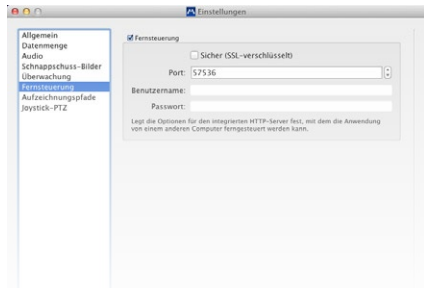 Einstellungen
Allgemein
Datenmenge
Audio
Schnappschuss-Bilder
Überwachung
Fernsteuerung
Aufzeichnungspfade
Joystick-PTZ
Fernsteuerung
Sicher (SSL-verschlüsselt)
Port: 57536
Benutzername:
Passwort:
Legt die Optionen für den integrierten HTTP-Server fest, mit dem die Anwendung
von einem anderen Computer ferngesteuert werden kann.